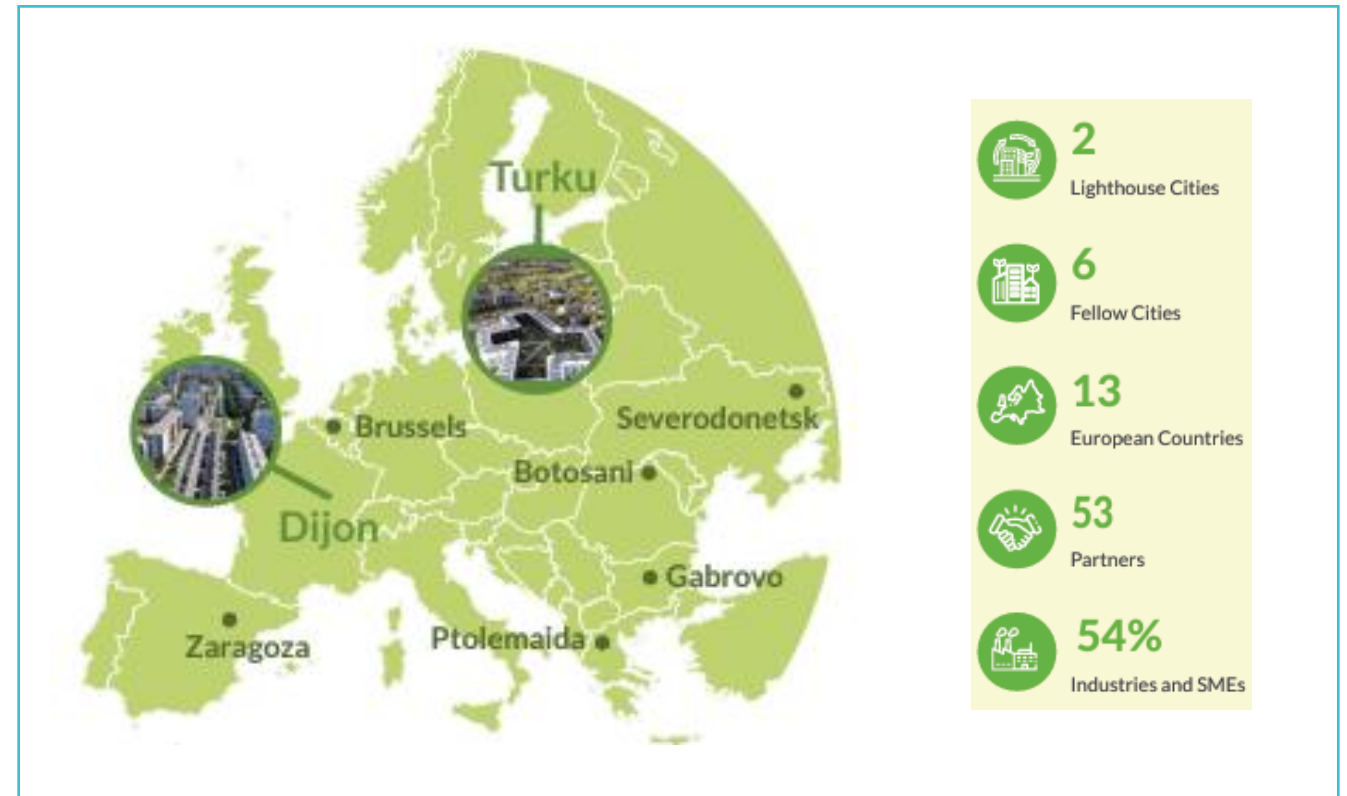 Turku
Brussels
Severodonetsk
Botosani
Dijon
Gabrovo
Ptolemaida
Zaragoza
2
Lighthouse Cities
6
Fellow Cities
13
European Countries
53
Partners
54%
Industries and SMEs